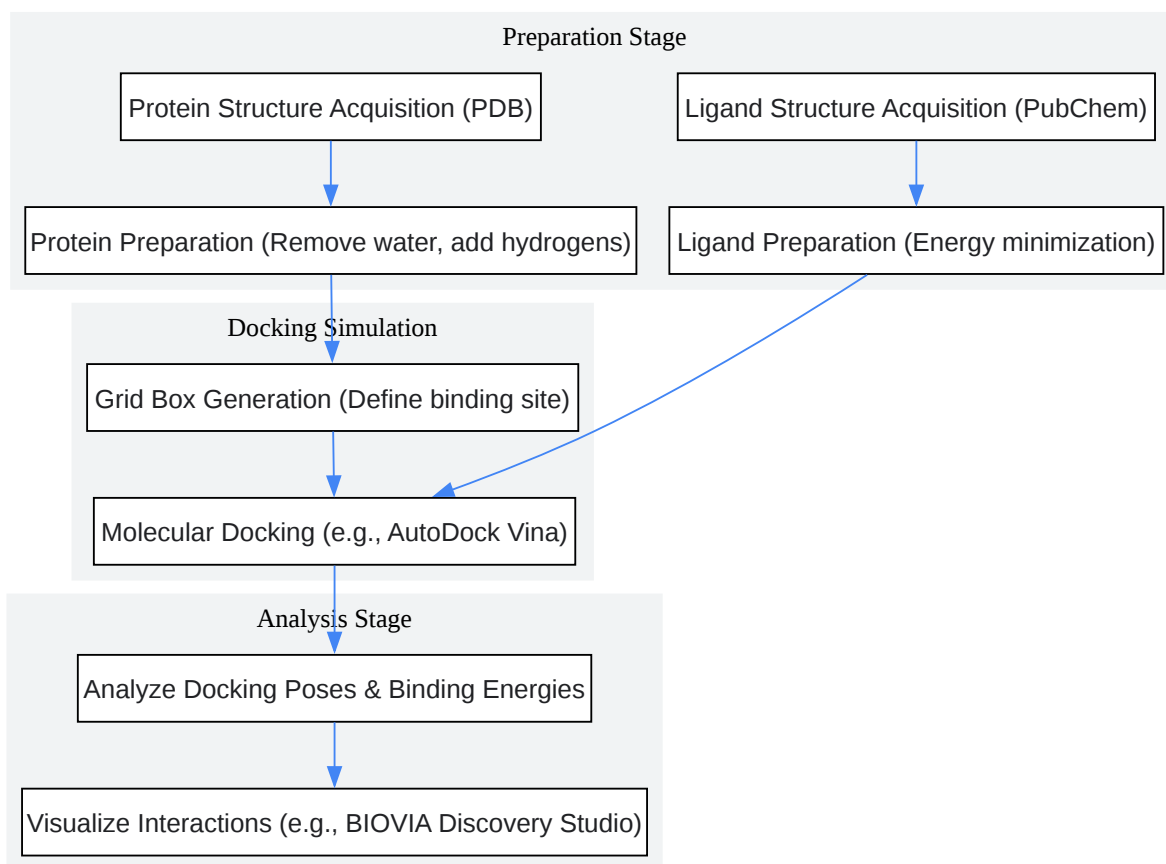 Preparation Stage
Protein Structure Acquisition (PDB)
Ligand Structure Acquisition (PubChem)
Protein Preparation (Remove water, add hydrogens)
Ligand Preparation (Energy minimization)
Docking Simulation
Grid Box Generation (Define binding site)
Molecular Docking (e.g., AutoDock Vina)
Analysis Stage
Analyze Docking Poses & Binding Energies
Visualize Interactions (e.g., BIOVIA Discovery Studio)